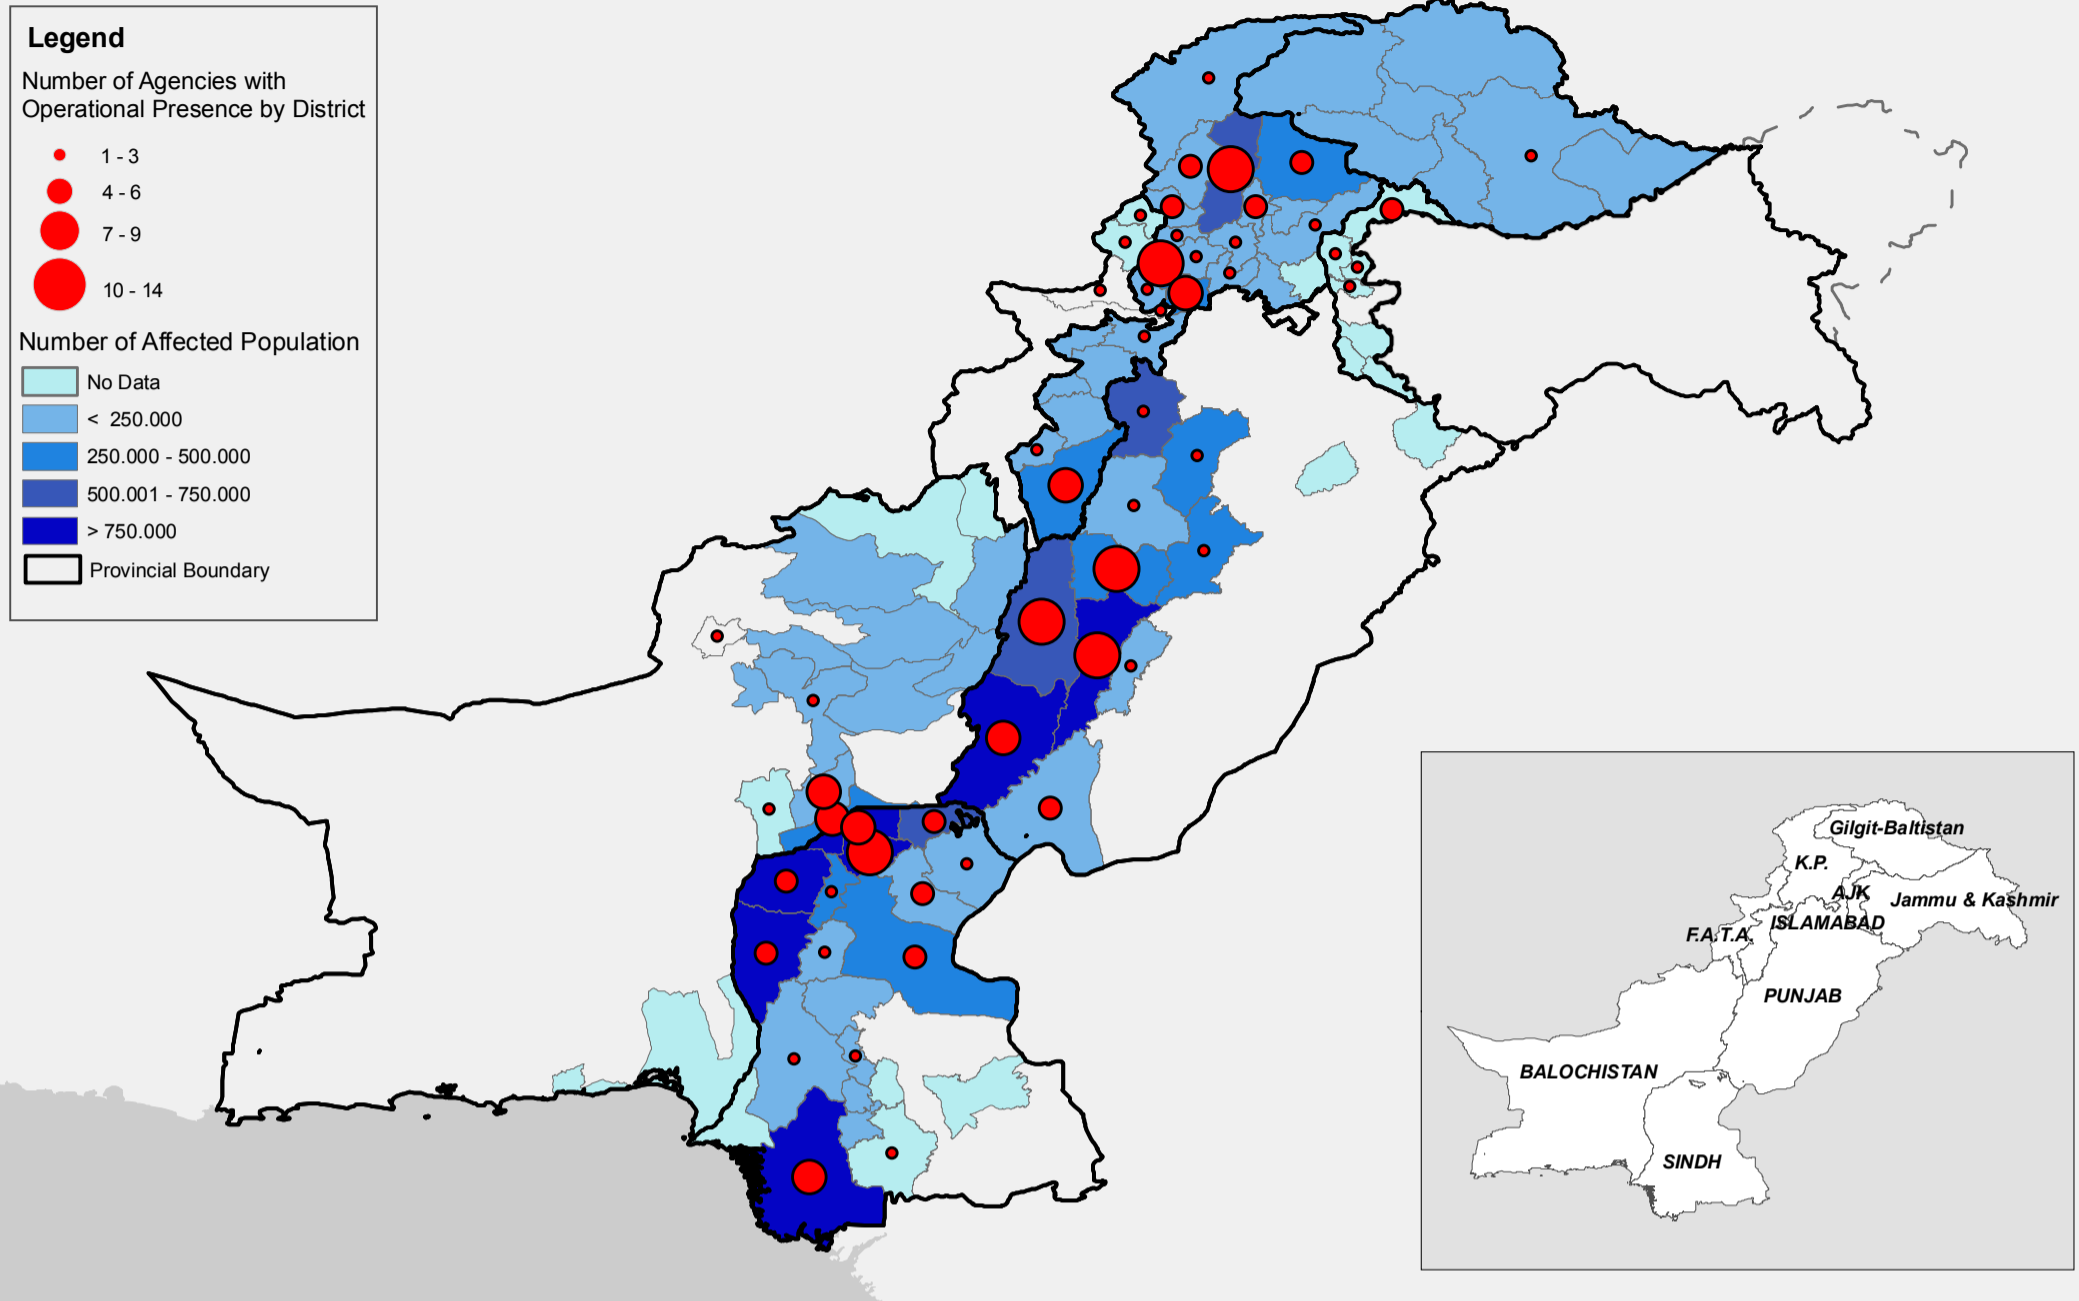 Legend
Number of Agencies with
Operational Presence by District
1 - 3
4 - 6
7 - 9
10 - 14
Number of Affected Population
No Data
< 250.000
250.000 - 500.000
500.001 - 750.000
> 750.000
Provincial Boundary
Gilgit-Baltistan
K.P.
AJK
Jammu & Kashmir
ISLAMABAD
F.A.T.A.
PUNJAB
BALOCHISTAN
SINDH